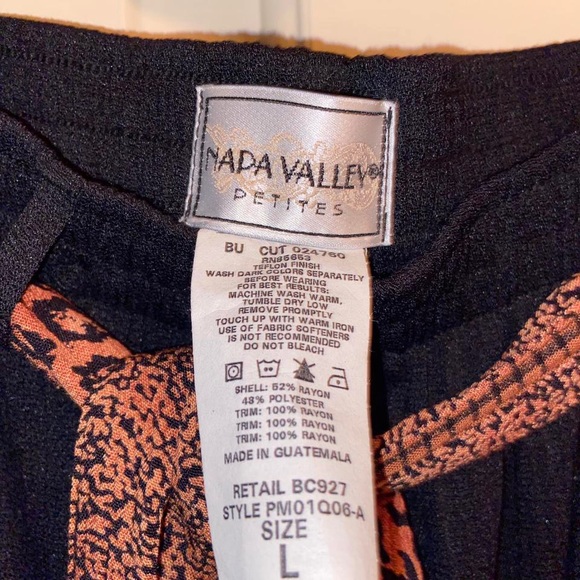 NAPA VALLEY®
PETITES
BU CUT 024760
RN85653
TEFLON FINISH
WASH DARK COLORS SEPARATELY
BEFORE WEARING
FOR BEST RESULTS:
MACHINE WASH WARM,
TUMBLE DRY LOW
REMOVE PROMPTLY
TOUCH UP WITH WARM IRON
USE OF FABRIC SOFTENERS
IS NOT RECOMMENDED
DO NOT BLEACH
SHELL: 52% RAYON
48% POLYESTER
TRIM: 100% RAYON
TRIM: 100% RAYON
TRIM: 100% RAYON
MADE IN GUATEMALA
RETAIL BC927
STYLE PM01Q06-A
SIZE
L